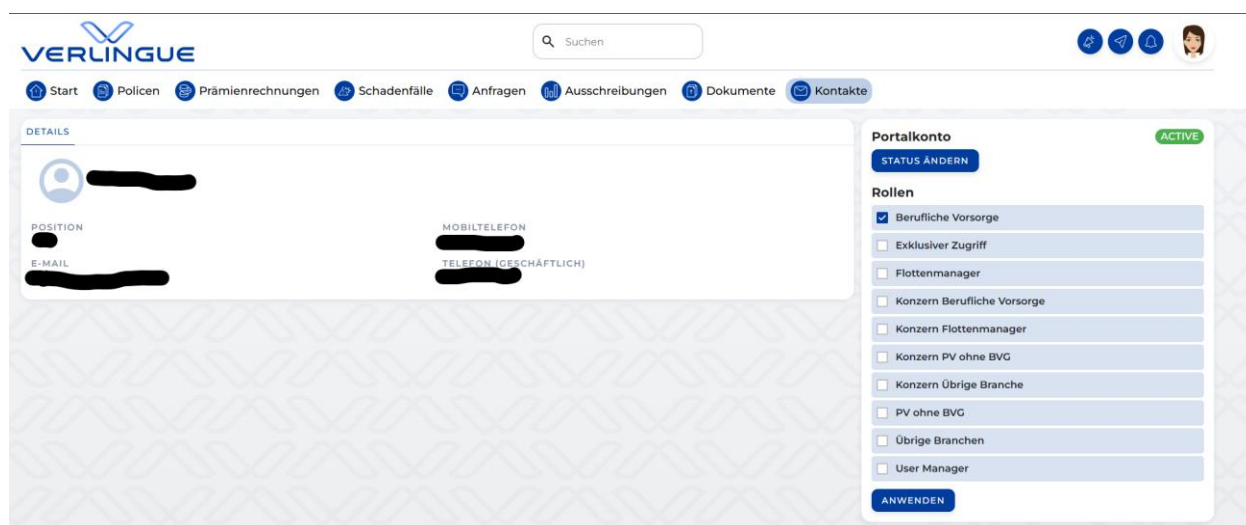 VERLINGUE
Suchen
Start Policen Prämienrechnungen Schadenfälle Anfragen Ausschreibungen Dokumente Kontakte
DETAILS
POSITION
MOBILTELEFON
E-MAIL
TELEFON (GESCHÄFTLICH)
Portalkonto ACTIVE
STATUS ÄNDERN
Rollen
Berufliche Vorsorge
Exklusiver Zugriff
Flottenmanager
Konzern Berufliche Vorsorge
Konzern Flottenmanager
Konzern PV ohne BVG
Konzern Übrige Branche
PV ohne BVG
Übrige Branchen
User Manager
ANWENDEN